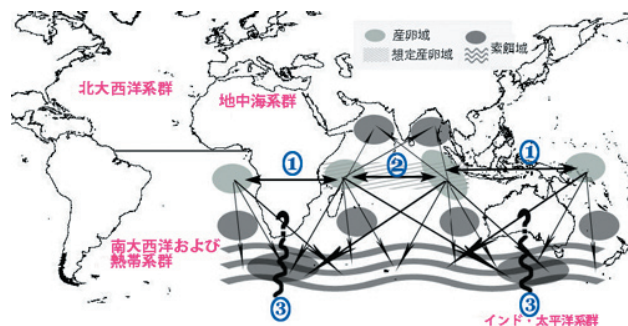 産卵域
索餌域
想定産卵域
北大西洋系群
地中海系群
①
②
①
南大西洋および
熱帯系群
③
③
インド・太平洋系群